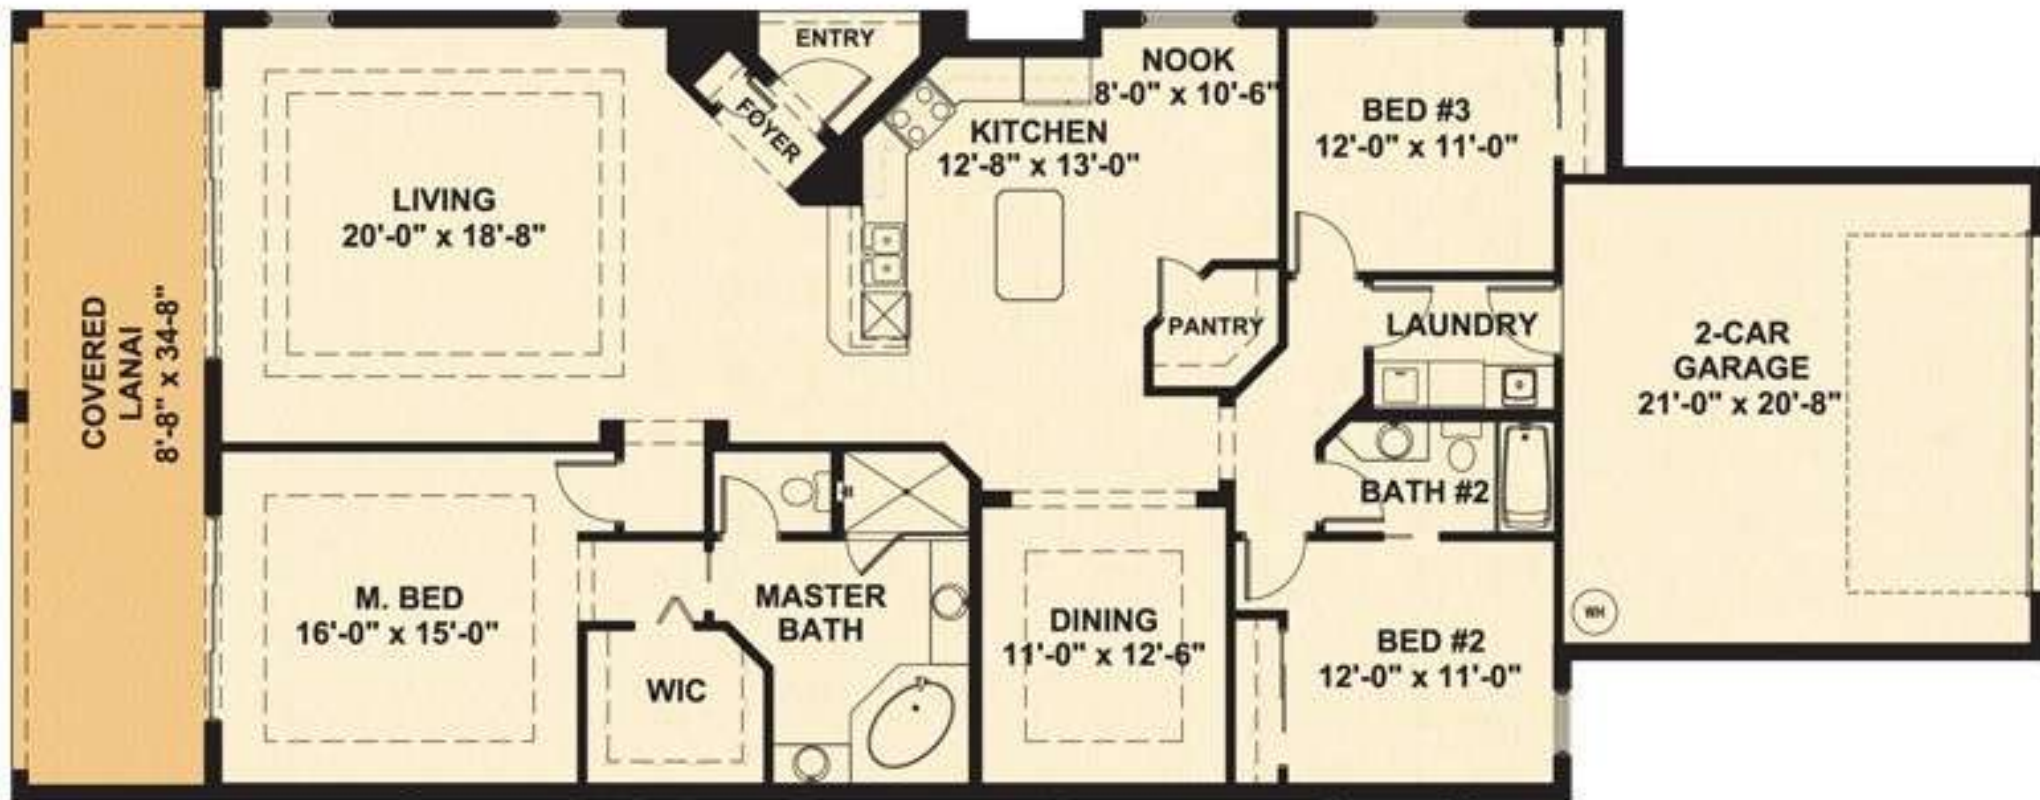 ENTRY
FOYER
NOOK
8'-0" x 10'-6"
KITCHEN
12'-8" x 13'-0"
BED #3
12'-0" x 11'-0"
LIVING
20'-0" x 18'-8"
COVERED
LANAI
8'-8" x 34-8"
PANTRY
LAUNDRY
2-CAR
GARAGE
21'-0" x 20'-8"
BATH #2
M. BED
16'-0" x 15'-0"
MASTER
BATH
WIC
DINING
11'-0" x 12'-6"
BED #2
12'-0" x 11'-0"
WH